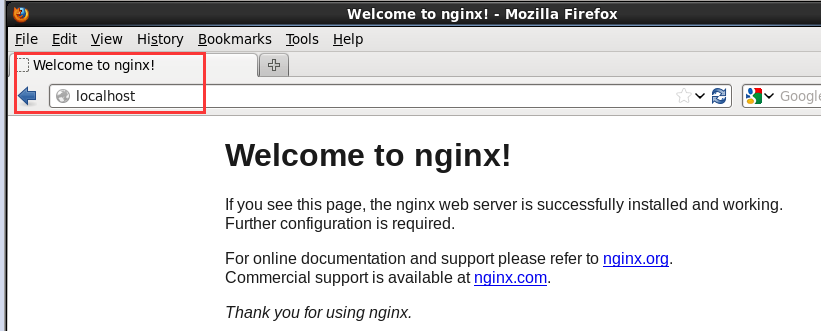 Welcome to nginx! - Mozilla Firefox
File Edit View History Bookmarks Tools Help
Welcome to nginx!
localhost Google
Welcome to nginx!
If you see this page, the nginx web server is successfully installed and working.
Further configuration is required.
For online documentation and support please refer to nginx.org.
Commercial support is available at nginx.com.
Thank you for using nginx.